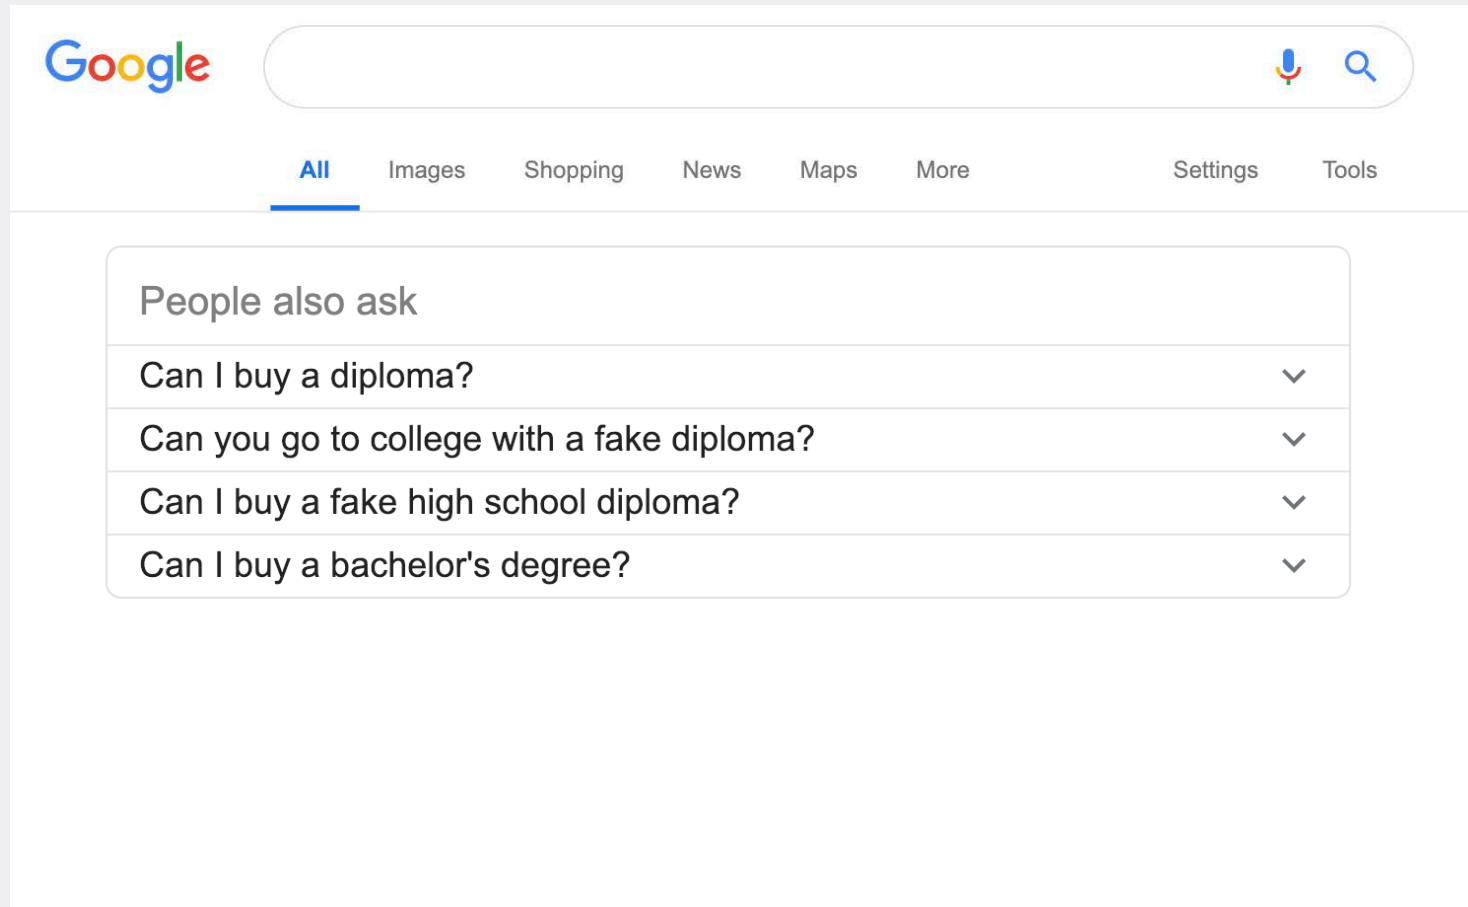 Google
All Images Shopping News Maps More Settings Tools
People also ask
Can I buy a diploma?
Can you go to college with a fake diploma?
Can I buy a fake high school diploma?
Can I buy a bachelor's degree?